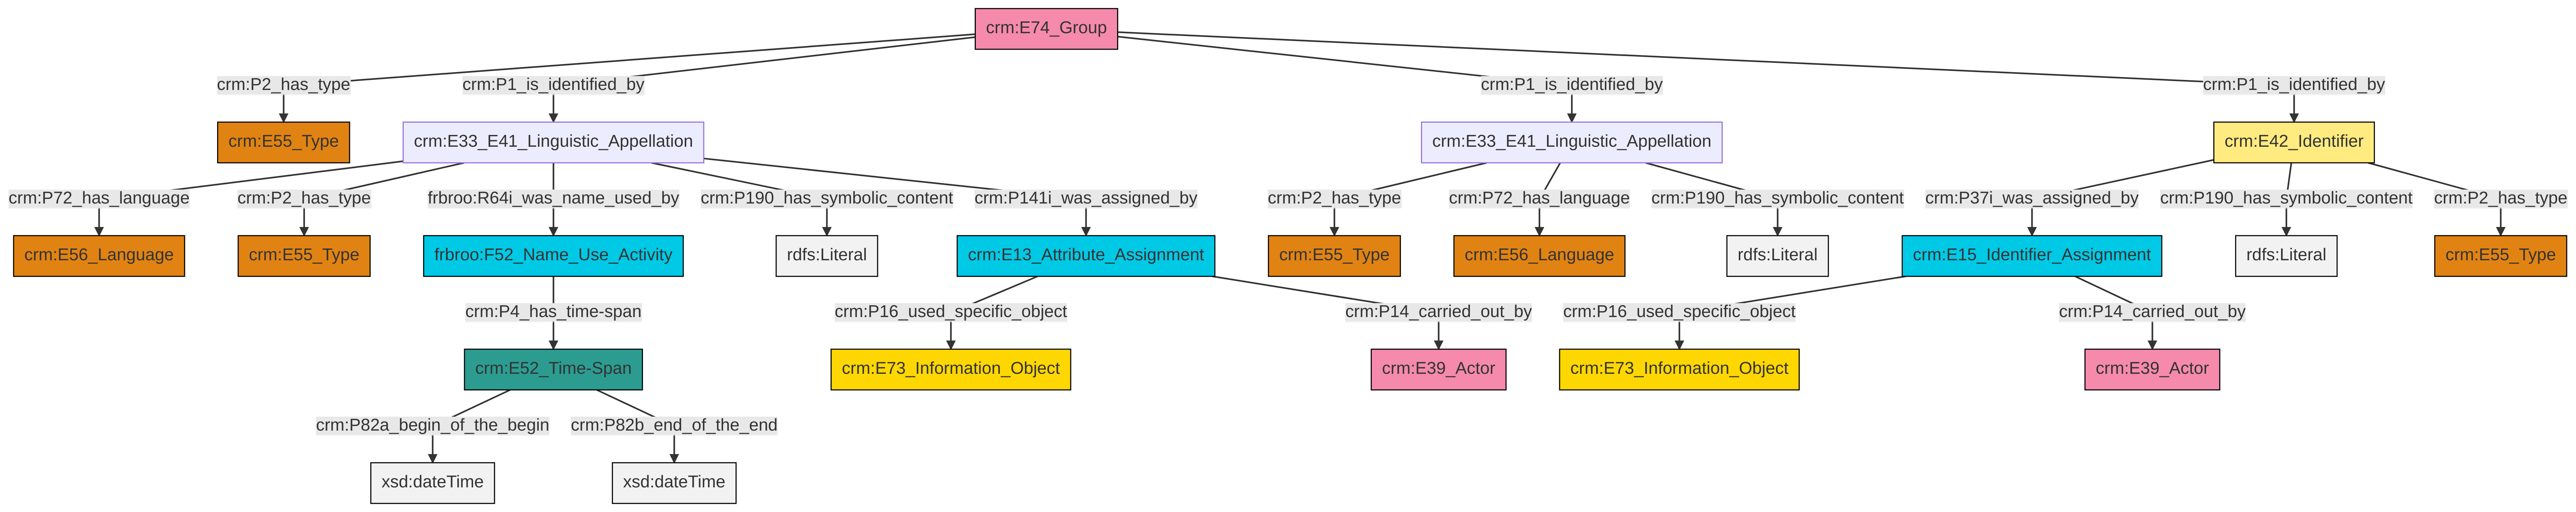 crm:E74_Group
crm:P2_has_type
crm:P1_is_identified_by
crm:P1_is_identified_by
crm:P1_is_identified_by
crm:E55_Type
crm:E33_E41_Linguistic_Appellation
crm:E33_E41_Linguistic_Appellation
crm:E42_Identifier
crm:P72_has_language
crm:P2_has_type
frbroo:R64i_was_name_used_by
crm:P190_has_symbolic_content
crm:P141i_was_assigned_by
crm:P2_has_type
crm:P72_has_language
crm:P190_has_symbolic_content
crm:P37i_was_assigned_by
crm:P190_has_symbolic_content
crm:P2_has_type
crm:E56_Language
crm:E55_Type
frbroo:F52_Name_Use_Activity
rdfs:Literal
crm:E13_Attribute_Assignment
crm:E55_Type
crm:E56_Language
rdfs:Literal
crm:E15_Identifier_Assignment
rdfs:Literal
crm:E55_Type
crm:P4_has_time-span
crm:P16_used_specific_object
crm:P14_carried_out_by
crm:P16_used_specific_object
crm:P14_carried_out_by
crm:E52_Time-Span
crm:E73_Information_Object
crm:E39_Actor
crm:E73_Information_Object
crm:E39_Actor
crm:P82a_begin_of_the_begin
crm:P82b_end_of_the_end
xsd:dateTime
xsd:dateTime